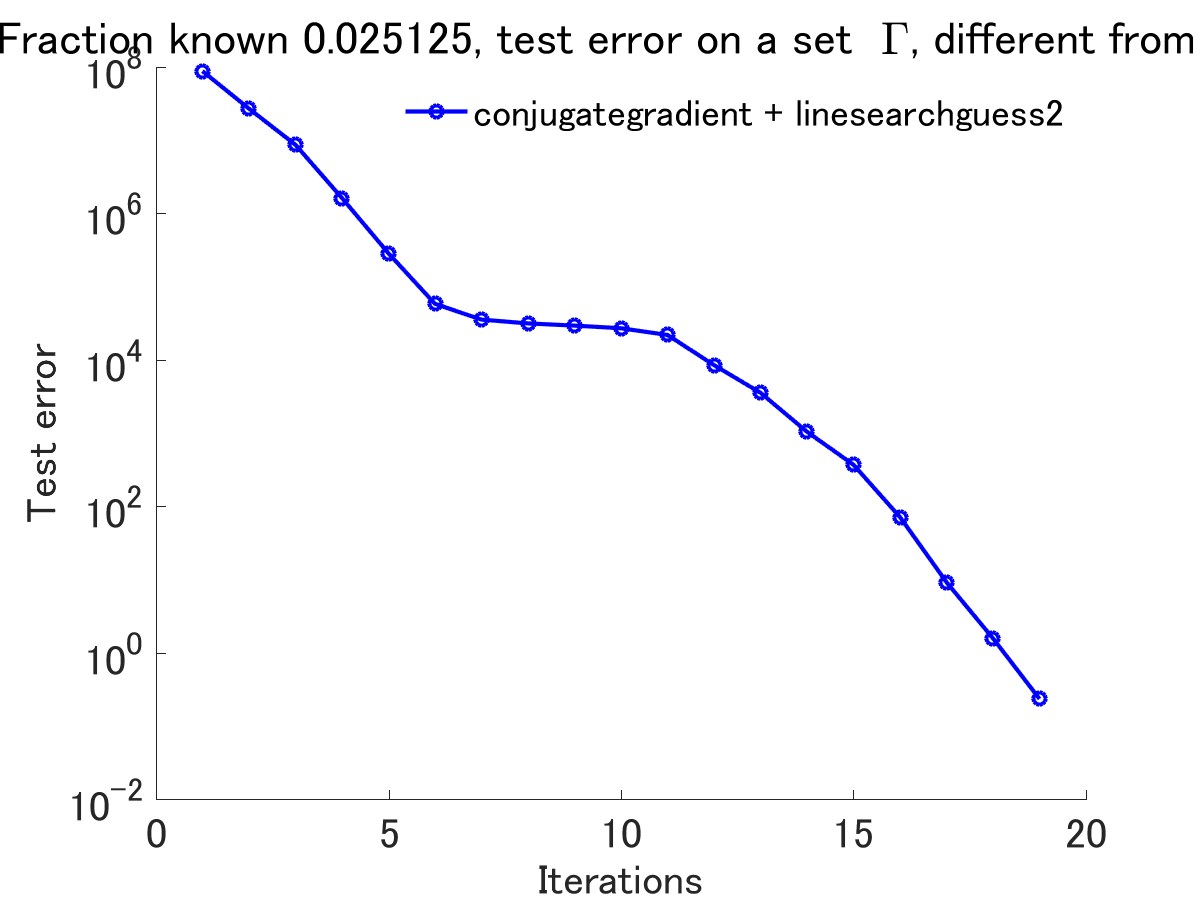 Fraction known 0.025125, test error on a set Γ, different from
conjugategradient + linesearchguess2
10^8
10^6
10^4
10^2
10^0
10^-2
Test error
0 5 10 15 20
Iterations